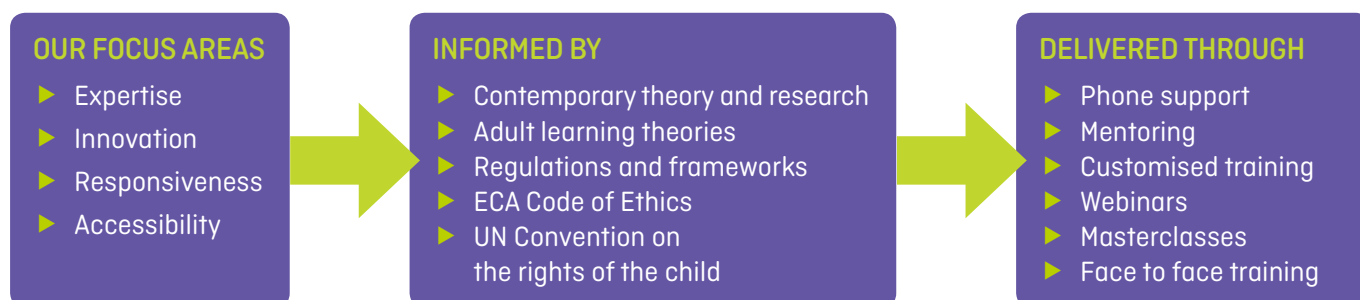 OUR FOCUS AREAS
Expertise
Innovation
Responsiveness
Accessibility
INFORMED BY
Contemporary theory and research
Adult learning theories
Regulations and frameworks
ECA Code of Ethics
UN Convention on
the rights of the child
DELIVERED THROUGH
Phone support
Mentoring
Customised training
Webinars
Masterclasses
Face to face training